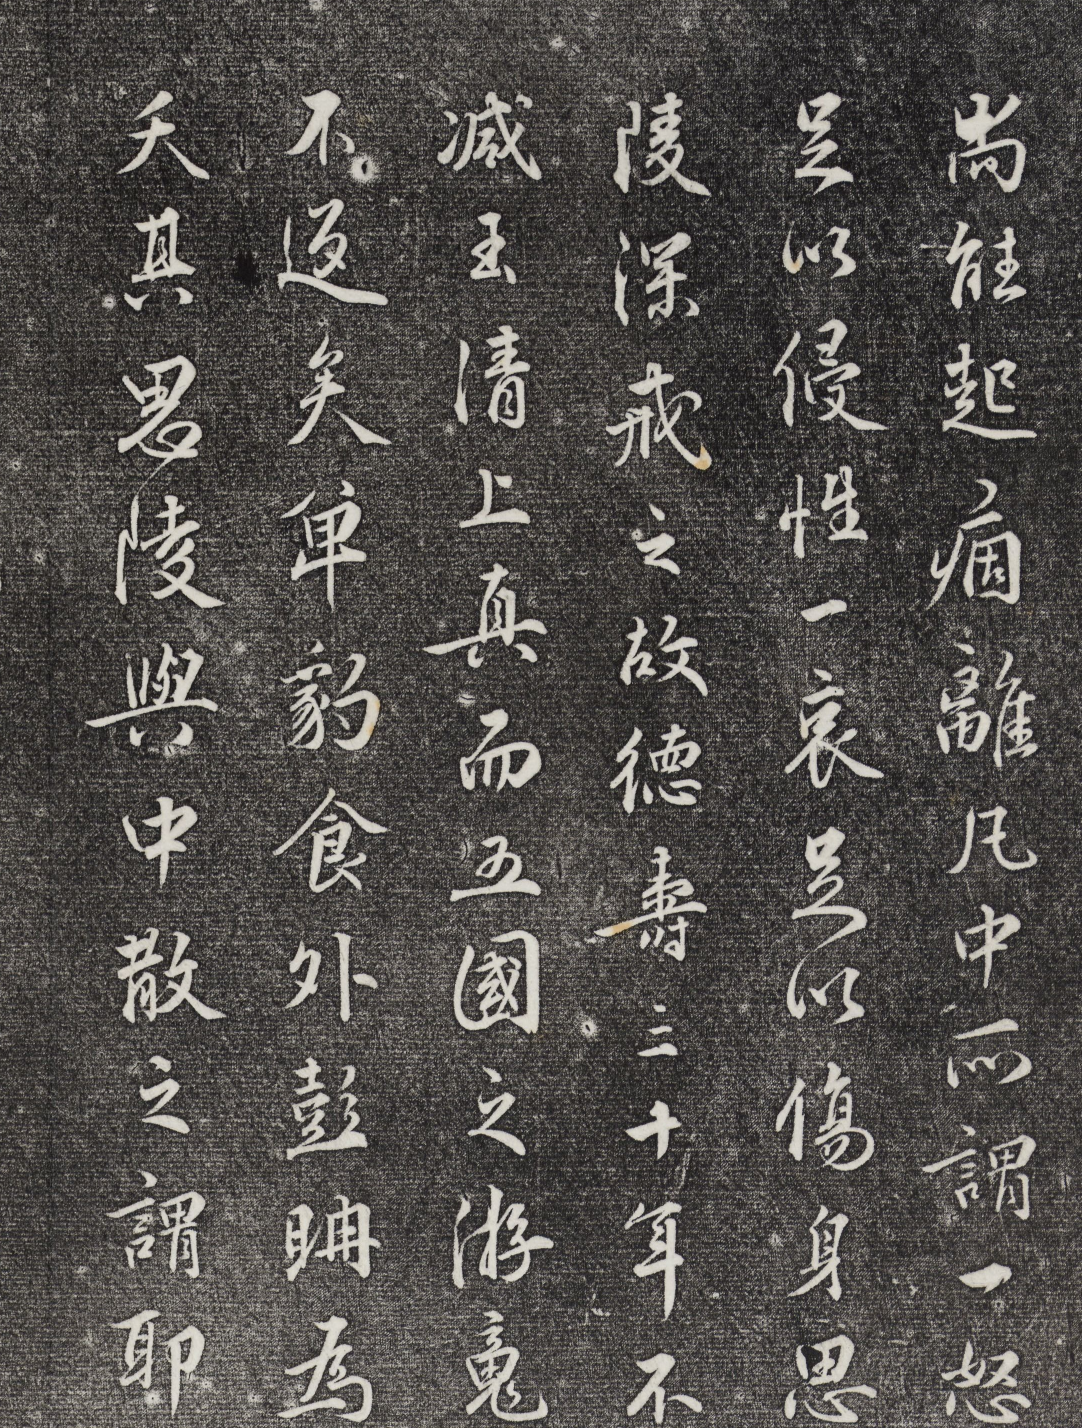 尚能起痼離凡中所謂一怒
足以侵性一哀足以傷身思
陵深戒之故德壽三十年不
減玉清上真而五國之游魂
不返矣單豹食外彭聃為
夭其思陵與中散之謂耶